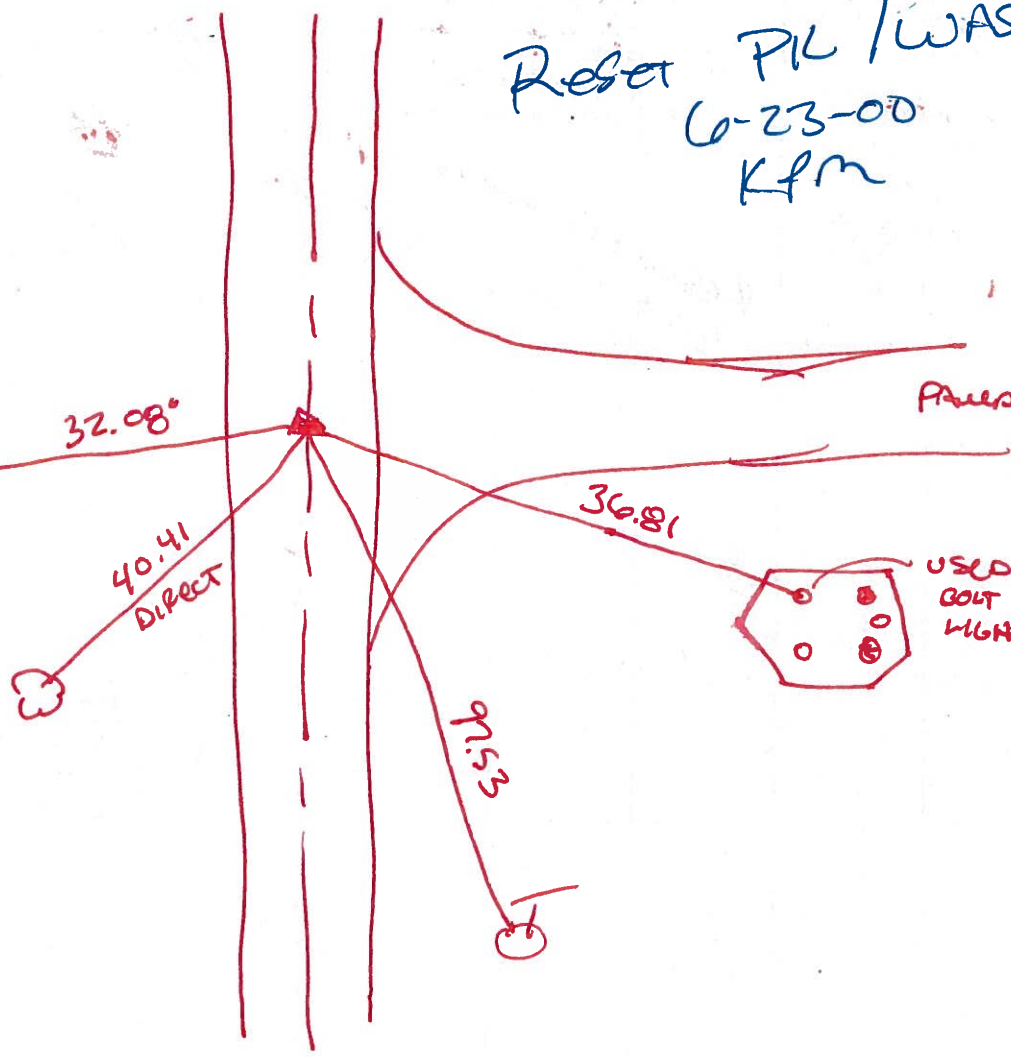 Reset PK / WAS
6-23-00
KFM
32.08'
36.81
40.41
DIRECT
USED
BOLT
97.53